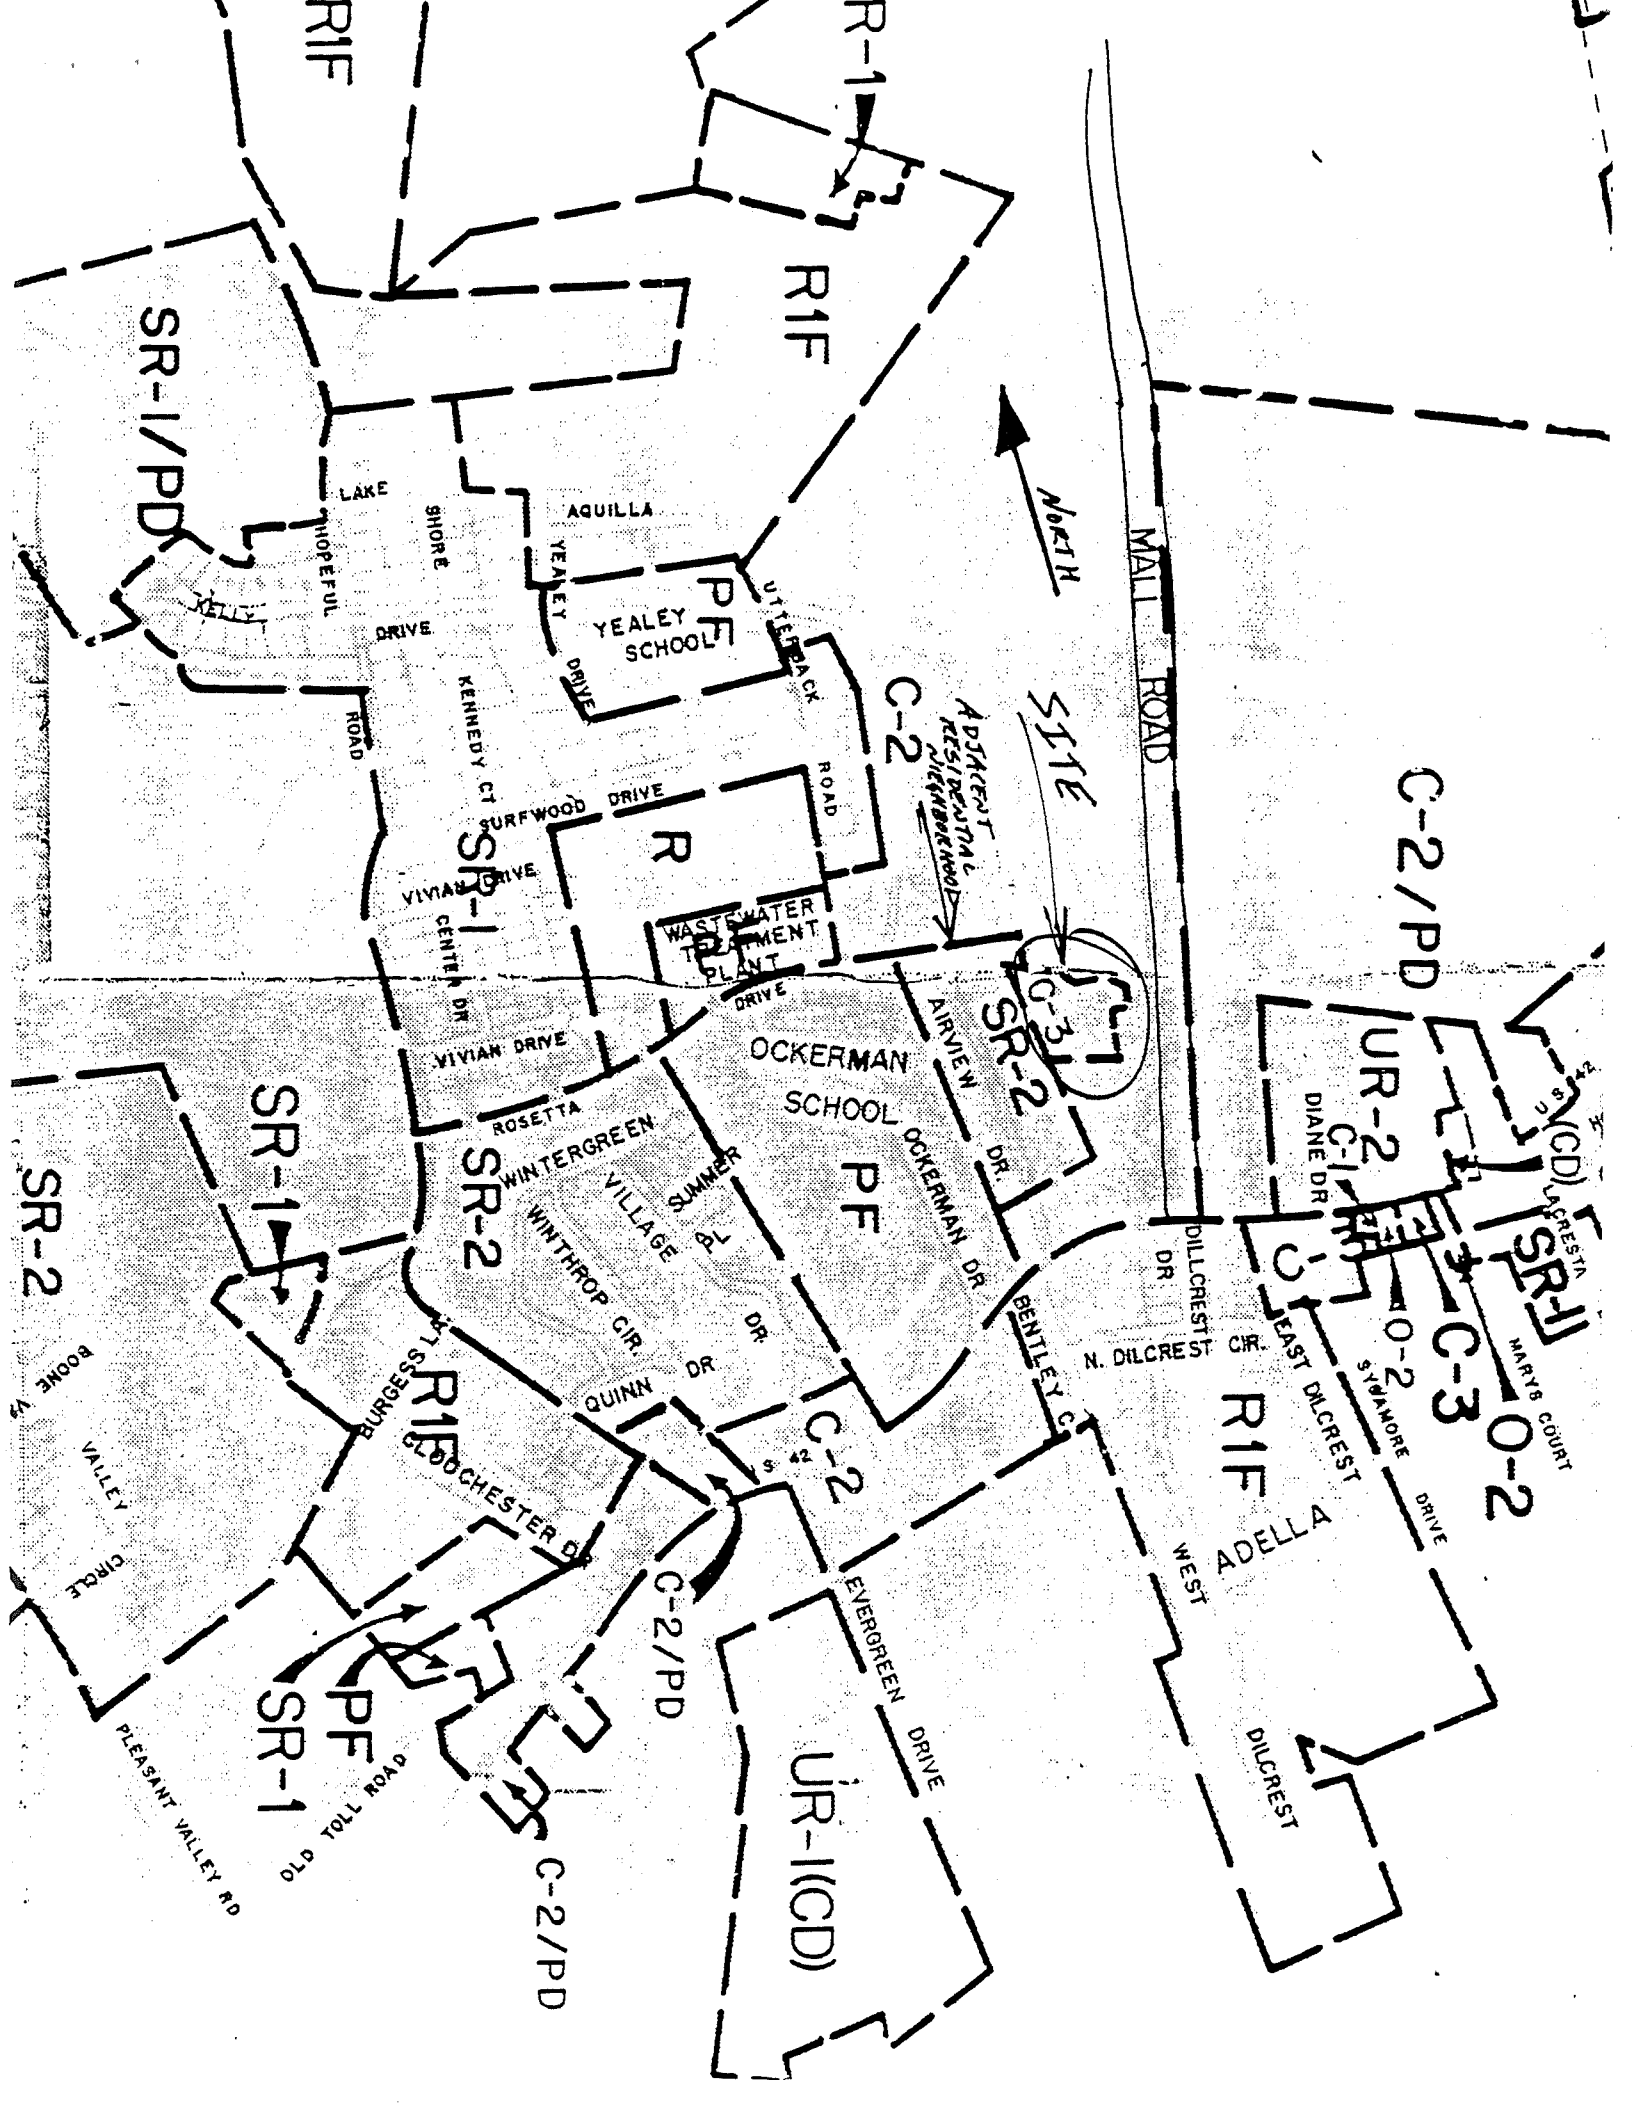 R1F
R-1
R1F
SR-1/PD
LAKE
SHORE
DRIVE
HOPEFUL
ROAD
KELLY
AQUILLA
YEALEY
DRIVE
YEALEY
SCHOOL
PF
UTTERBACK
ROAD
C-2
ADJACENT
RESIDENTIAL
NEIGHBORHOOD
SITE
NORTH
MALL ROAD
C-2/PD
KENNEDY CT
SURFWOOD DRIVE
SR-1
VIVIAN DRIVE
CENTER DR
VIVIAN DRIVE
R
WASTEWATER
TREATMENT
PLANT
PF
DRIVE
ROSETTA
OCKERMAN
SCHOOL
PF
AIRVIEW
DR.
OCKERMAN DR
SR-2
C-3
UR-2
DIANE DR
C-1
U S 42
(CD)
LACRESTA
SR-1
SR-1
SR-2
SR-2
WINTERGREEN
VILLAGE
DR.
SUMMER
PL
WINTHROP CIR.
QUINN DR
BURGESS LN
R1F
GLOUCHESTER DR
BOONE
VALLEY
CIRCLE
C-2
S 42
C-2/PD
BENTLEY CT
DILLCREST
DR
N. DILCREST CIR.
EAST DILCREST
C-
O-2
C-3
O-2
SYCAMORE
DRIVE
MARYS COURT
R1F
ADELLA
WEST
DILCREST
EVERGREEN DRIVE
UR-1(CD)
SR-1
PF
OLD TOLL ROAD
PLEASANT VALLEY RD
C-2/PD